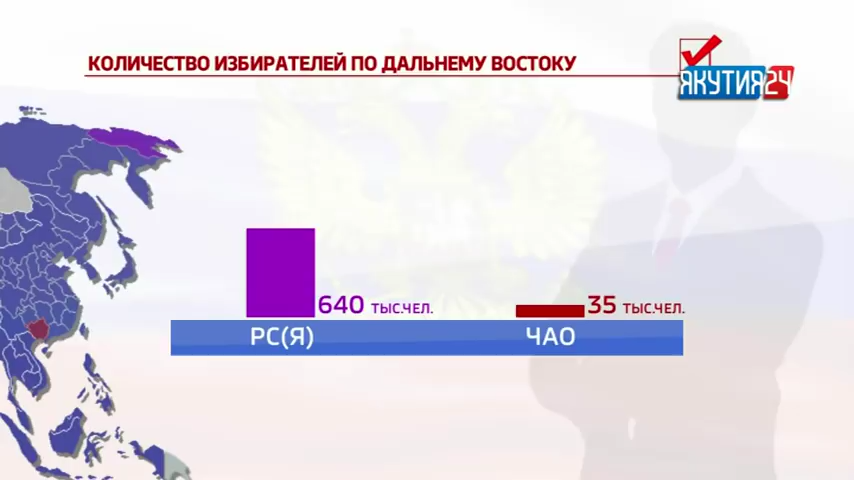 КОЛИЧЕСТВО ИЗБИРАТЕЛЕЙ ПО ДАЛЬНЕМУ ВОСТОКУ
ЯКУТИЯ24
640 ТЫС.ЧЕЛ.
35 ТЫС.ЧЕЛ.
РС(Я)
ЧАО